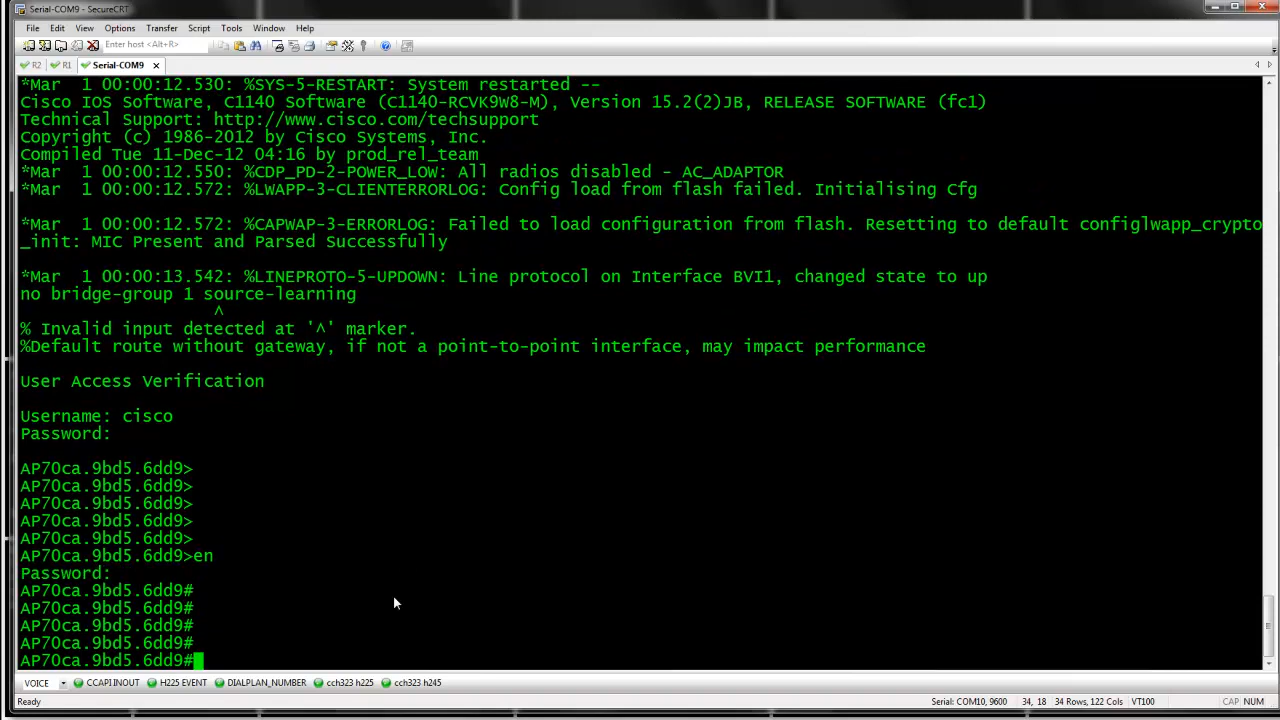 Serial-COM9 - SecureCRT
File Edit View Options Transfer Script Tools Window Help
Enter host <Alt+R>
R2 R1 Serial-COM9
*Mar  1 00:00:12.530: %SYS-5-RESTART: System restarted --
Cisco IOS Software, C1140 Software (C1140-RCVK9W8-M), Version 15.2(2)JB, RELEASE SOFTWARE (fc1)
Technical Support: http://www.cisco.com/techsupport
Copyright (c) 1986-2012 by Cisco Systems, Inc.
Compiled Tue 11-Dec-12 04:16 by prod_rel_team
*Mar  1 00:00:12.550: %CDP_PD-2-POWER_LOW: All radios disabled - AC_ADAPTOR
*Mar  1 00:00:12.572: %LWAPP-3-CLIENTERRORLOG: Config load from flash failed. Initialising Cfg
*Mar  1 00:00:12.572: %CAPWAP-3-ERRORLOG: Failed to load configuration from flash. Resetting to default configlwapp_crypto
_init: MIC Present and Parsed Successfully
*Mar  1 00:00:13.542: %LINEPROTO-5-UPDOWN: Line protocol on Interface BVI1, changed state to up
no bridge-group 1 source-learning
^
% Invalid input detected at '^' marker.
%Default route without gateway, if not a point-to-point interface, may impact performance
User Access Verification
Username: cisco
Password:
AP70ca.9bd5.6dd9>
AP70ca.9bd5.6dd9>
AP70ca.9bd5.6dd9>
AP70ca.9bd5.6dd9>
AP70ca.9bd5.6dd9>
AP70ca.9bd5.6dd9>en
Password:
AP70ca.9bd5.6dd9#
AP70ca.9bd5.6dd9#
AP70ca.9bd5.6dd9#
AP70ca.9bd5.6dd9#
AP70ca.9bd5.6dd9#
VOICE CCAPI INOUT H225 EVENT DIALPLAN_NUMBER cch323 h225 cch323 h245
Ready Serial: COM10, 9600 34, 18 34 Rows, 122 Cols VT100 CAP NUM